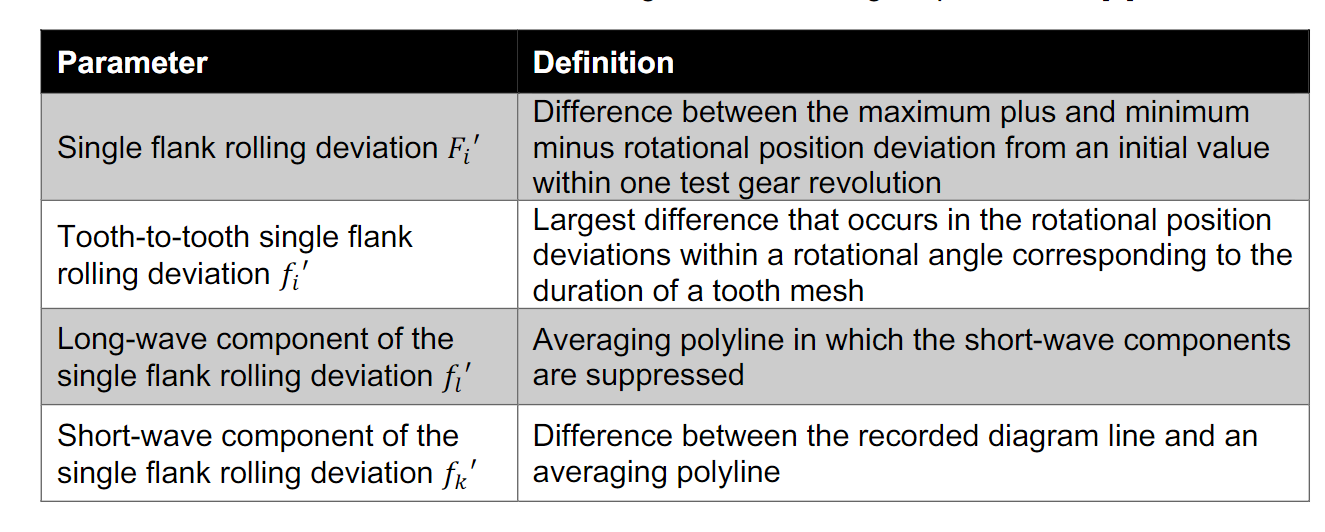 Parameter
Definition
Single flank rolling deviation Fᵢ′
Difference between the maximum plus and minimum
minus rotational position deviation from an initial value
within one test gear revolution
Tooth-to-tooth single flank
rolling deviation fᵢ′
Largest difference that occurs in the rotational position
deviations within a rotational angle corresponding to the
duration of a tooth mesh
Long-wave component of the
single flank rolling deviation fₗ′
Averaging polyline in which the short-wave components
are suppressed
Short-wave component of the
single flank rolling deviation fₖ′
Difference between the recorded diagram line and an
averaging polyline